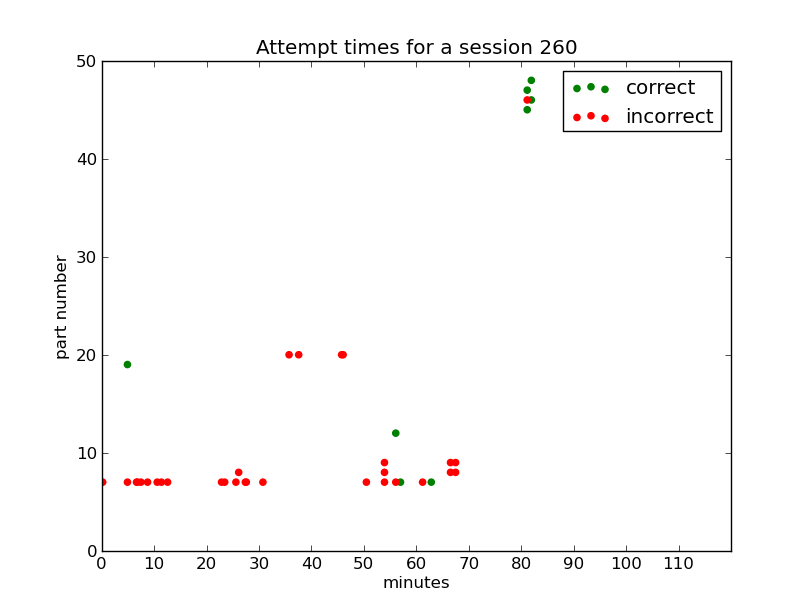 Attempt times for a session 260
50
40
30
20
10
0
part number
correct
incorrect
0 10 20 30 40 50 60 70 80 90 100 110
minutes